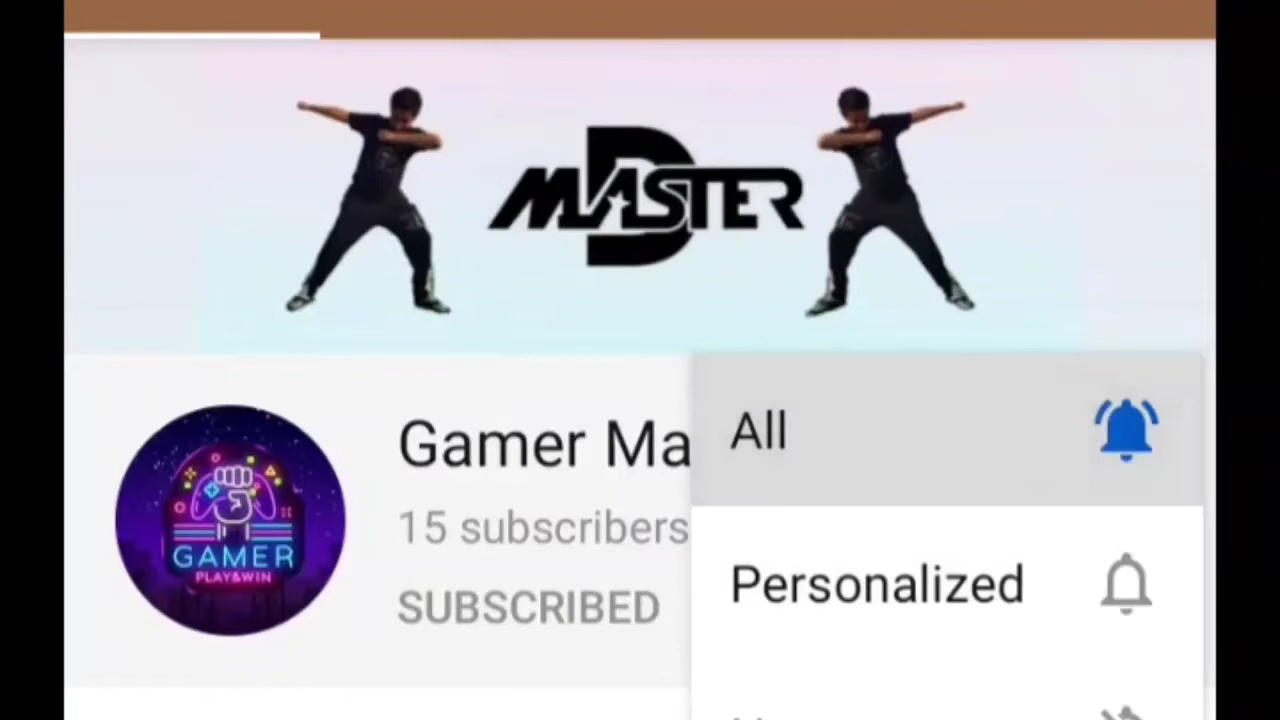 D
MASTER
Gamer Ma
All
15 subscribers
Personalized
SUBSCRIBED
GAMER
PLAY&WIN